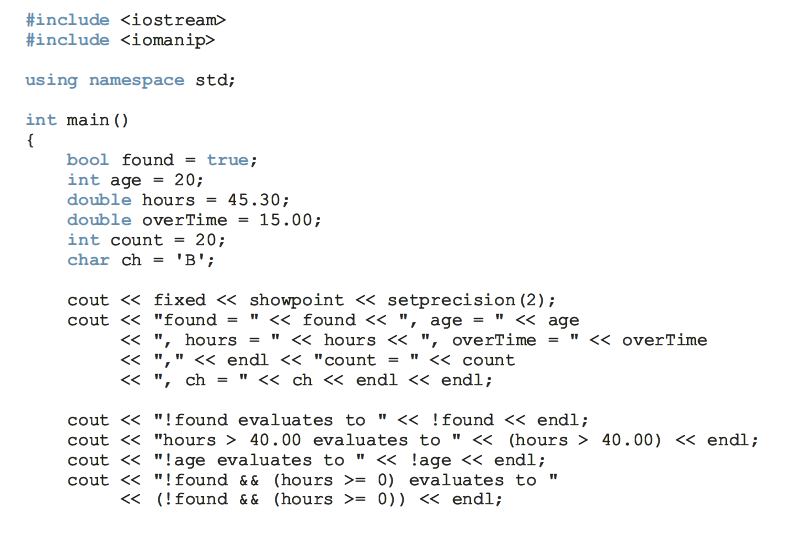 #include <iostream>
#include <iomanip>
using namespace std;
int main()
{
bool found = true;
int age = 20;
double hours = 45.30;
double overTime = 15.00;
int count = 20;
char ch = 'B';
cout << fixed << showpoint << setprecision(2);
cout << "found = " << found << ", age = " << age
<< ", hours = " << hours << ", overTime = " << overTime
<< "," << endl << "count = " << count
<< ", ch = " << ch << endl << endl;
cout << "!found evaluates to " << !found << endl;
cout << "hours > 40.00 evaluates to " << (hours > 40.00) << endl;
cout << "!age evaluates to " << !age << endl;
cout << "!found && (hours >= 0) evaluates to "
<< (!found && (hours >= 0)) << endl;